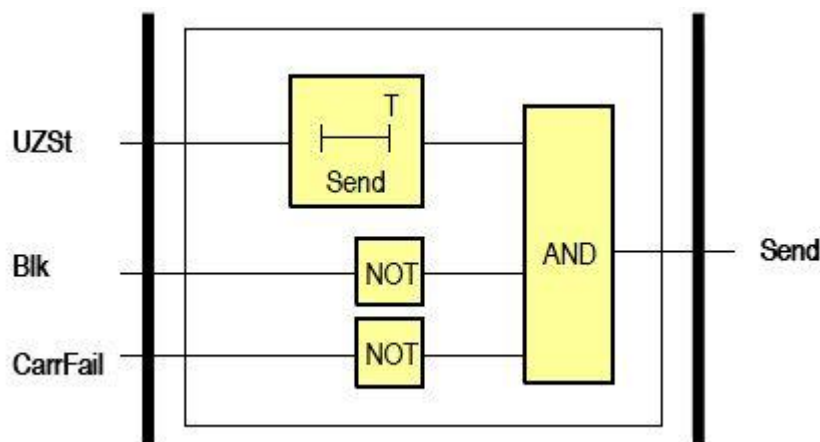 T
UZSt
Send
Blk
NOT
AND
Send
CarrFail
NOT